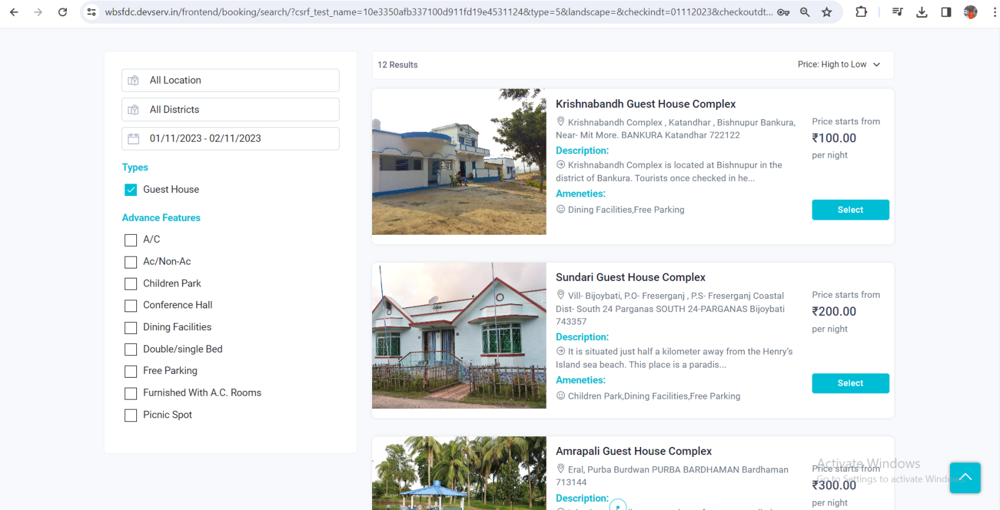 wbsfdc.devserv.in/frontend/booking/search/?csrf_test_name=10e3350afb337100d911fd19e4531124&type=5&landscape=&checkindt=01112023&checkoutdt...
All Location
All Districts
01/11/2023 - 02/11/2023
Types
Guest House
Advance Features
A/C
Ac/Non-Ac
Children Park
Conference Hall
Dining Facilities
Double/single Bed
Free Parking
Furnished With A.C. Rooms
Picnic Spot
12 Results
Price: High to Low
Krishnabandh Guest House Complex
Krishnabandh Complex , Katandhar , Bishnupur Bankura,
Near- Mit More. BANKURA Katandhar 722122
Description:
Krishnabandh Complex is located at Bishnupur in the
district of Bankura. Tourists once checked in he...
Ameneties:
Dining Facilities,Free Parking
Price starts from
₹100.00
per night
Select
Sundari Guest House Complex
Vill- Bijoybati, P.O- Freserganj , P.S- Freserganj Coastal
Dist- South 24 Parganas SOUTH 24-PARGANAS Bijoybati
743357
Description:
It is situated just half a kilometer away from the Henry's
Island sea beach. This place is a paradis...
Ameneties:
Children Park,Dining Facilities,Free Parking
Price starts from
₹200.00
per night
Select
Amrapali Guest House Complex
Eral, Purba Burdwan PURBA BARDHAMAN Bardhaman
713144
Description:
Price starts from
₹300.00
per night
Activate Windows
Go to Settings to activate Windows.